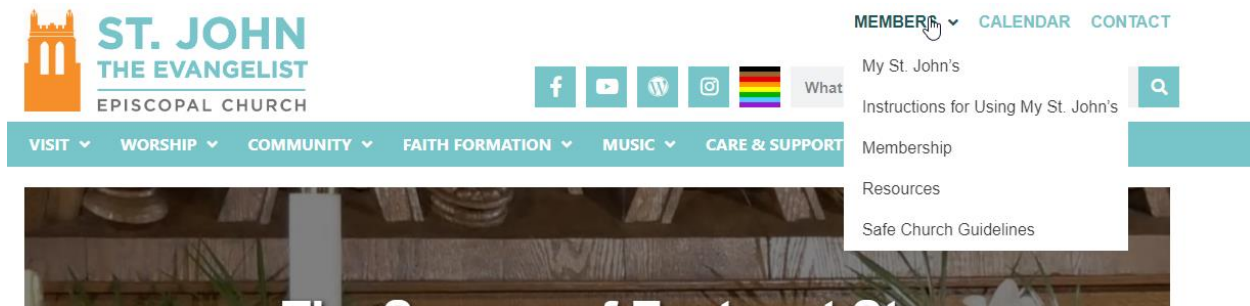 ST. JOHN
THE EVANGELIST
EPISCOPAL CHURCH
MEMBERS CALENDAR CONTACT
What
My St. John's
Instructions for Using My St. John's
Membership
Resources
Safe Church Guidelines
VISIT WORSHIP COMMUNITY FAITH FORMATION MUSIC CARE & SUPPORT